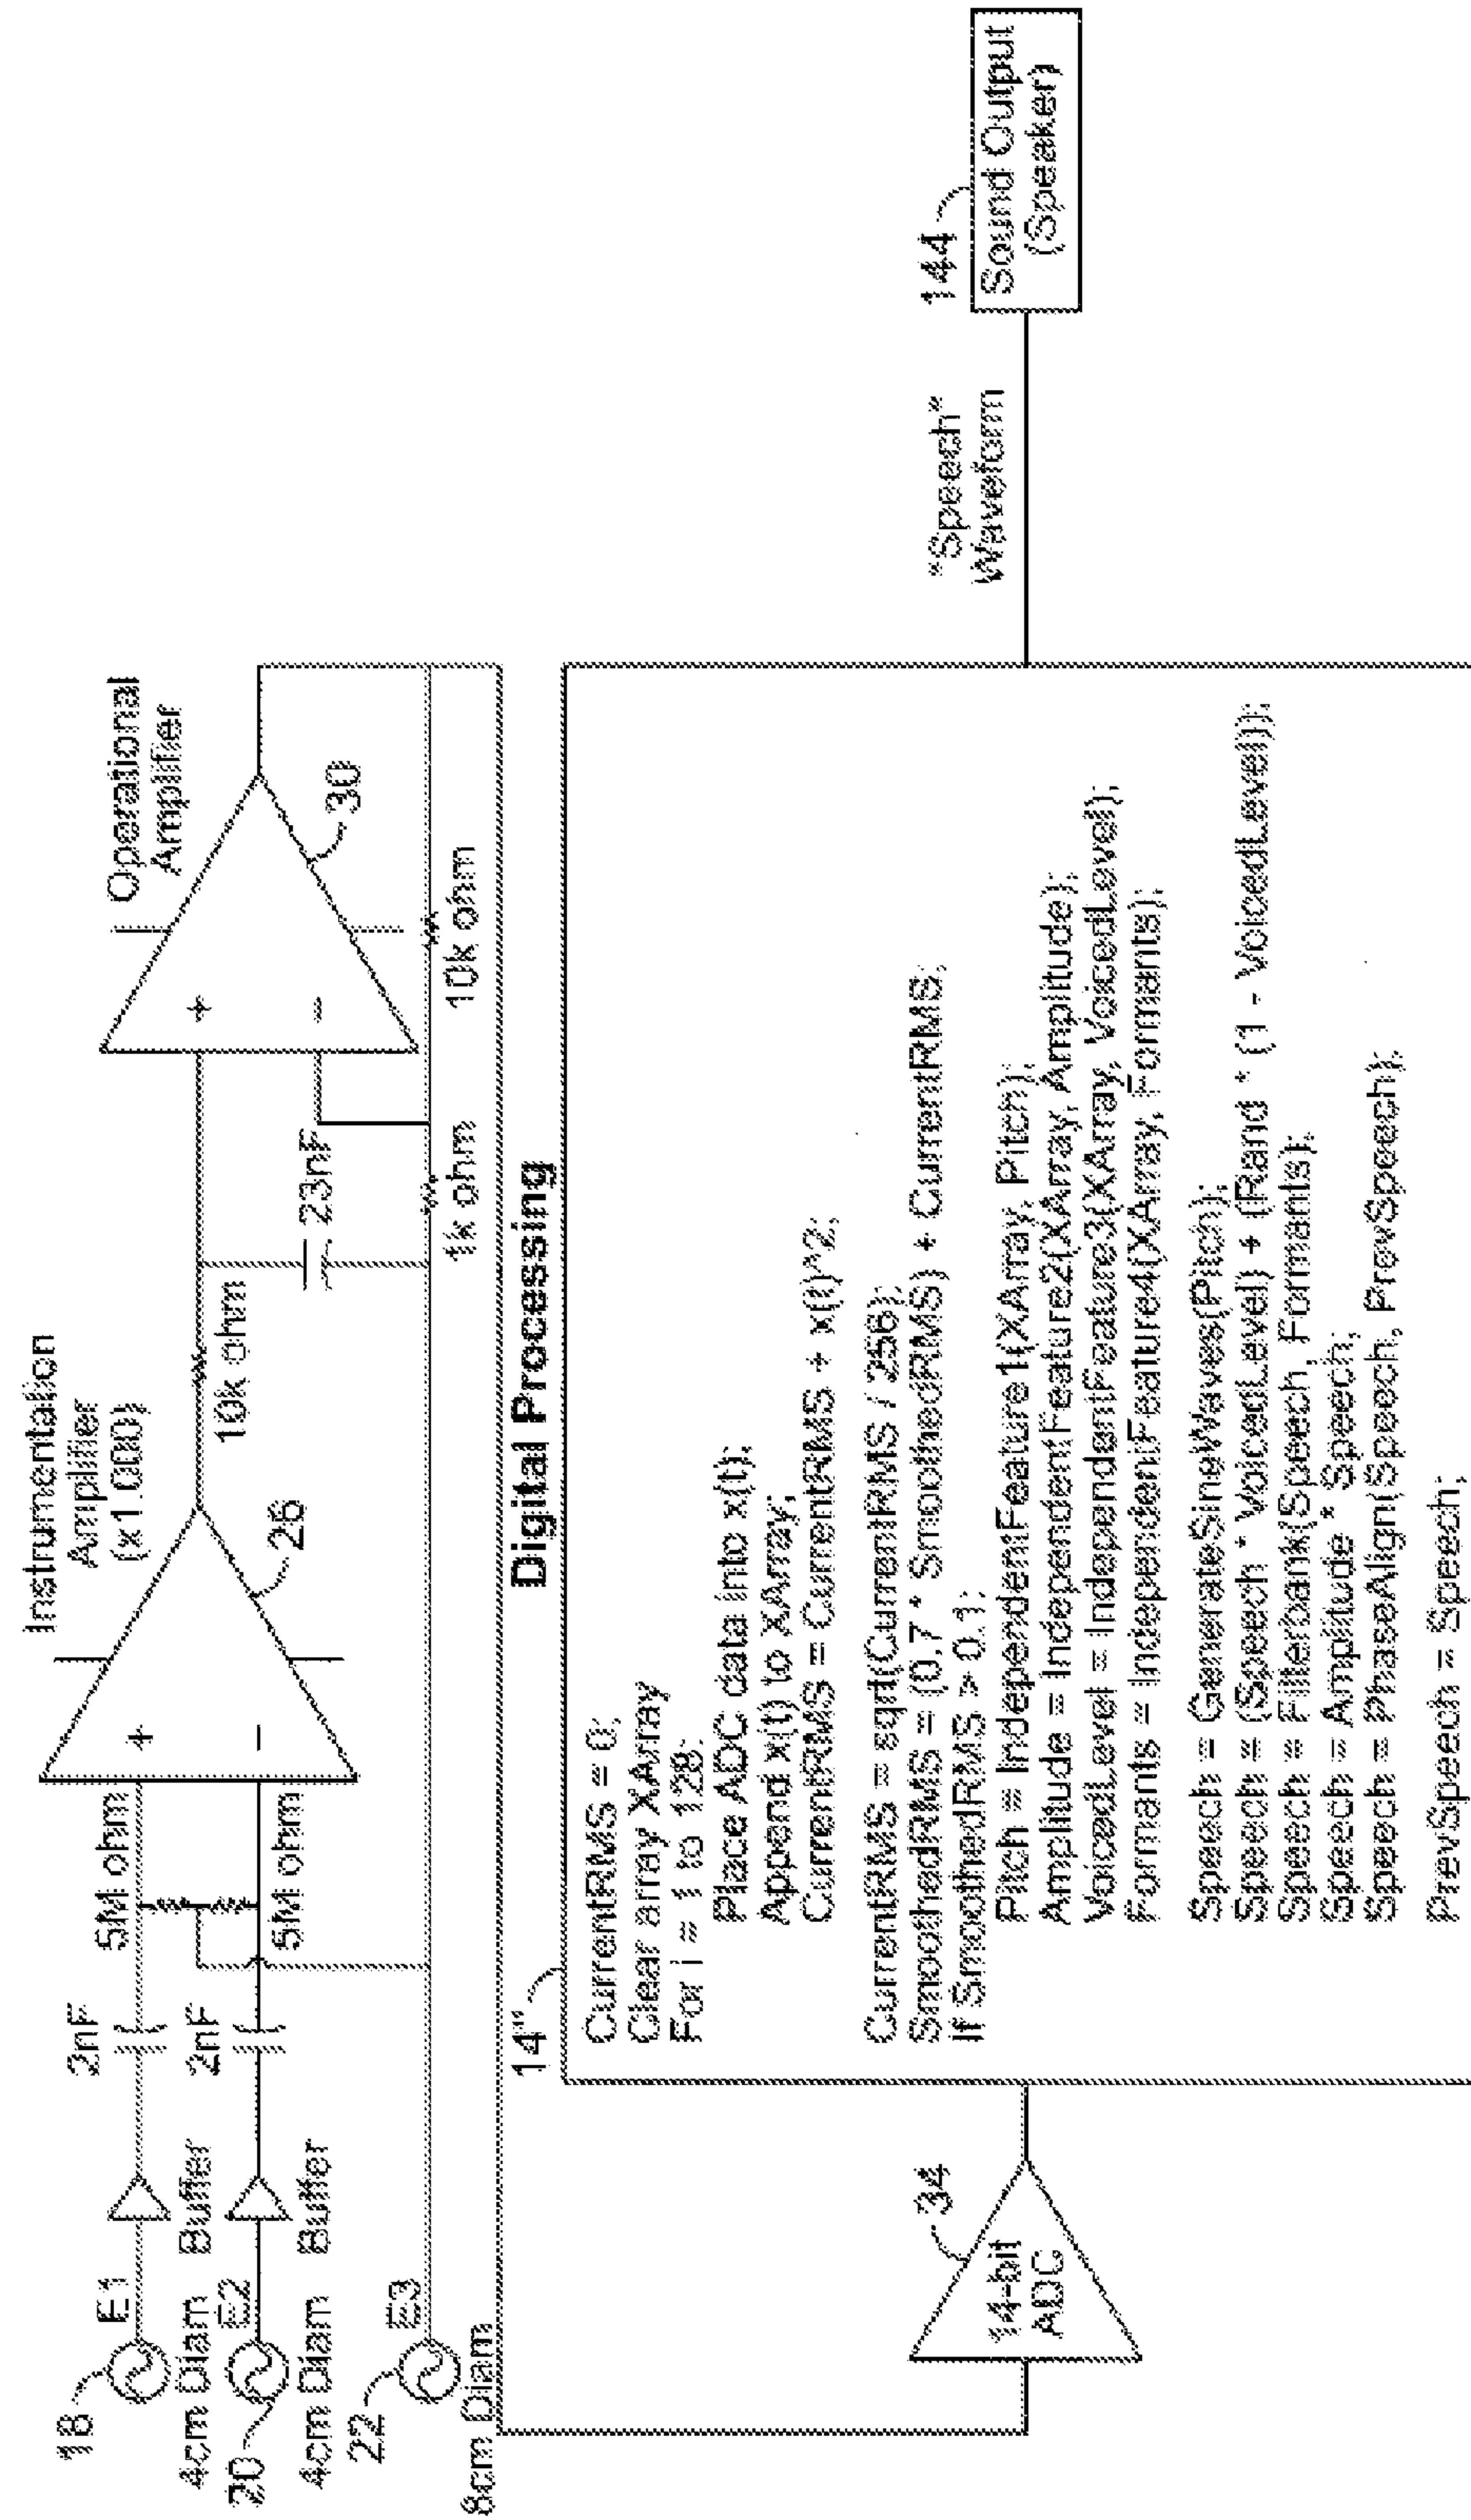 Instrumentation
Amplifier
(x1,000)
Operational
Amplifier
18
E1
4cm Diam
Buffer
2nF
5M ohm
26
10k ohm
23nF
30
20
E2
4cm Diam
Buffer
2nF
5M ohm
22
E3
8cm Diam
1k ohm
10k ohm
Digital Processing
14"
CurrentRMS = 0;
Clear array XArray
For i = 1 to 128:
Place ADC data into x(t);
Append x(t) to XArray;
CurrentRMS = CurrentRMS + x(t)^2;
CurrentRMS = sqrt(CurrentRMS / 256);
SmoothedRMS = (0.7 * SmoothedRMS) + CurrentRMS;
If SmoothedRMS > 0.1:
Pitch = IndependentFeature1(XArray, Pitch);
Amplitude = IndependentFeature2(XArray, Amplitude);
VoicedLevel = IndependentFeature3(XArray, VoicedLevel);
Formants = IndependentFeature4(XArray, Formants);
Speech = GenerateSineWaves(Pitch);
Speech = (Speech * VoicedLevel) + (Rand * (1 - VoicedLevel));
Speech = Filterbank(Speech, Formants);
Speech = Amplitude * Speech;
Speech = PhaseAlign(Speech, PrevSpeech);
PrevSpeech = Speech;
34
14-bit
ADC
"Speech"
Waveform
144
Sound Output
(Speaker)